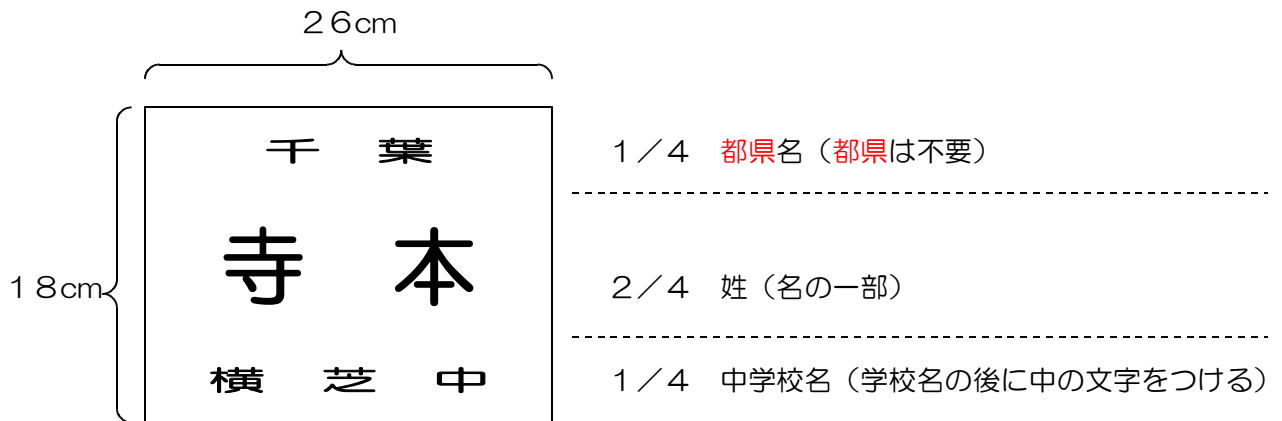 ２６cm
千　葉
１／４　都県名（都県は不要）
寺　本
１８cm
２／４　姓（名の一部）
横　芝　中
１／４　中学校名（学校名の後に中の文字をつける）